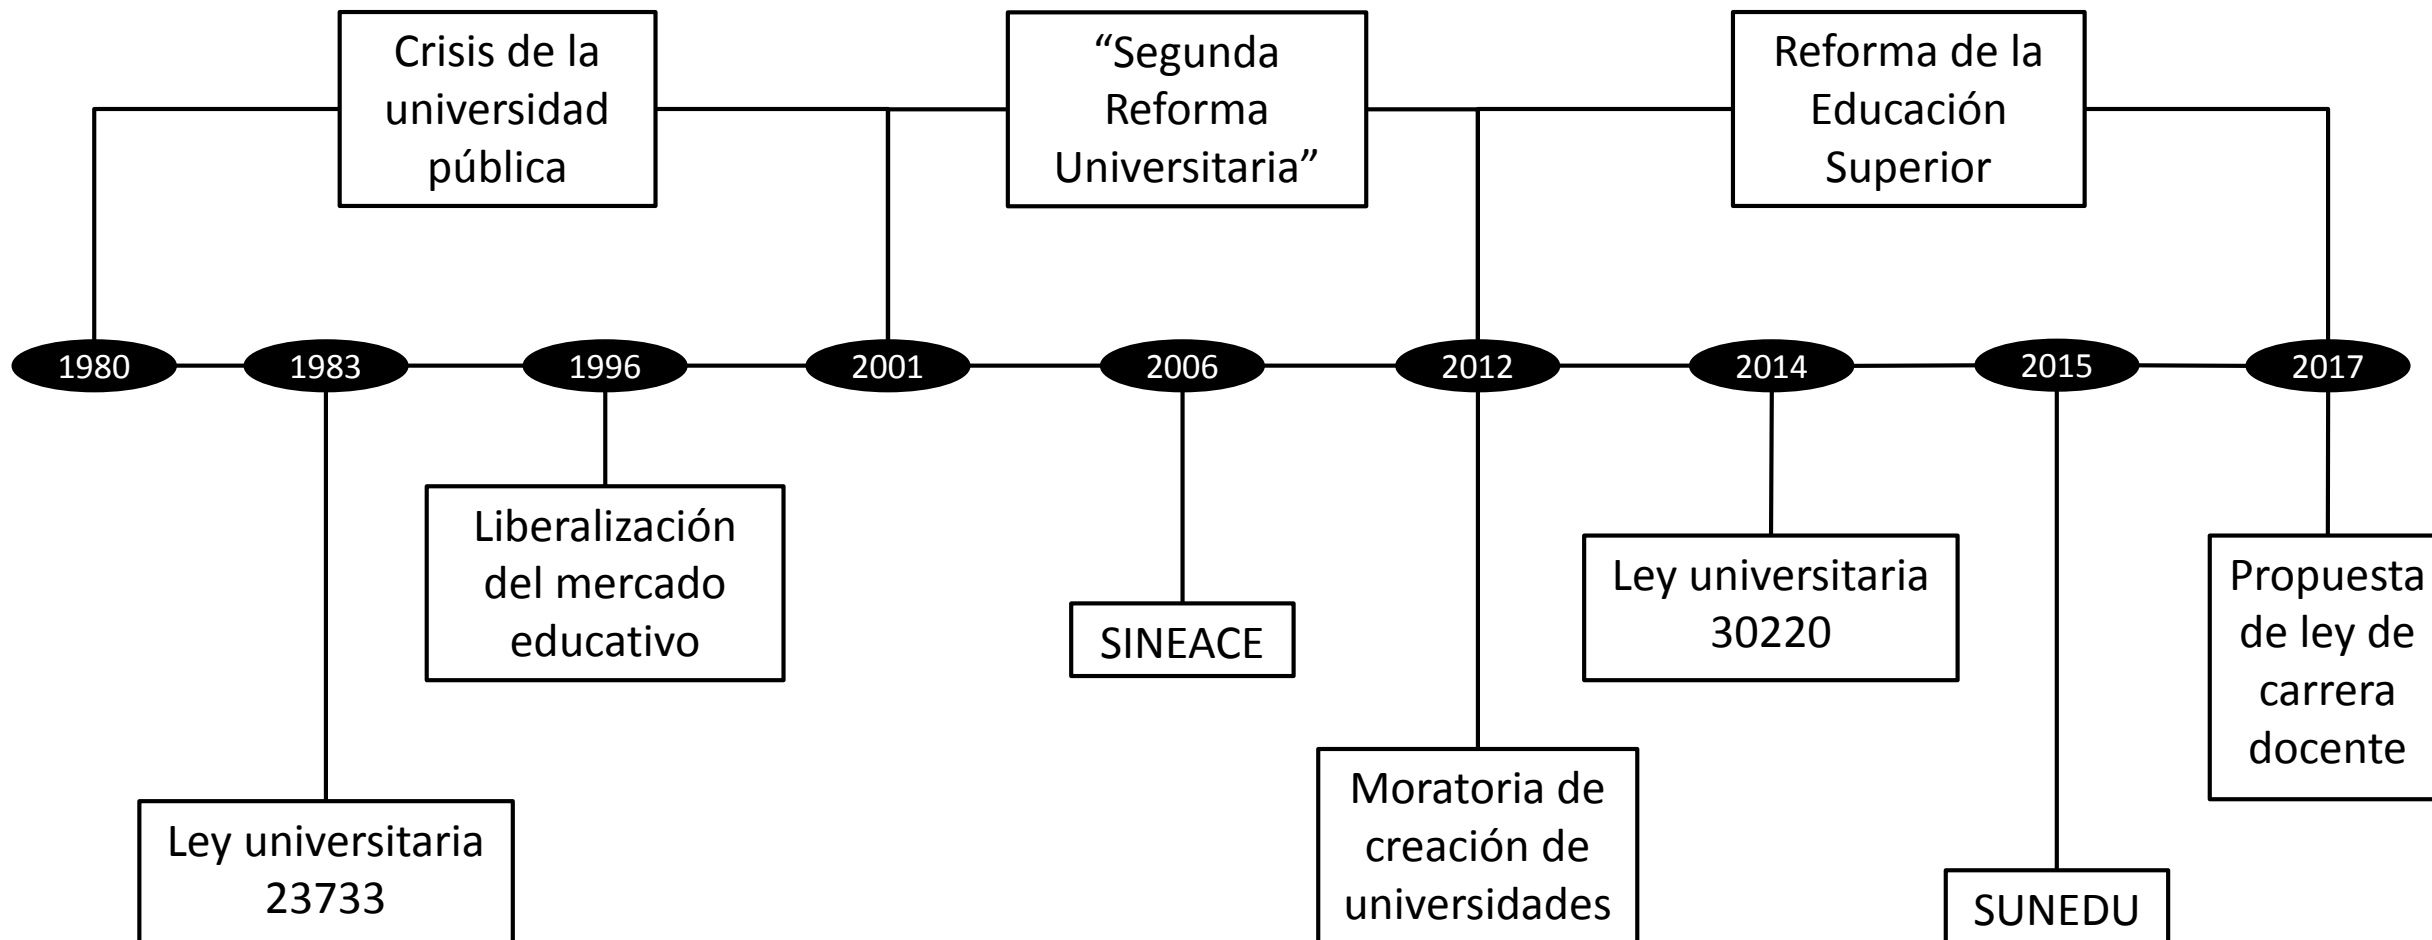 Crisis de la
universidad
pública
“Segunda
Reforma
Universitaria”
Reforma de la
Educación
Superior
1980
1983
1996
2001
2006
2012
2014
2015
2017
Liberalización
del mercado
educativo
SINEACE
Ley universitaria
30220
Propuesta
de ley de
carrera
docente
Ley universitaria
23733
Moratoria de
creación de
universidades
SUNEDU